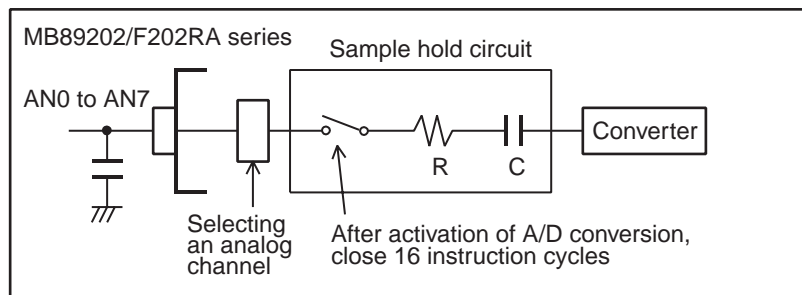 MB89202/F202RA series
Sample hold circuit
AN0 to AN7
Converter
R
C
Selecting
an analog
channel
After activation of A/D conversion,
close 16 instruction cycles